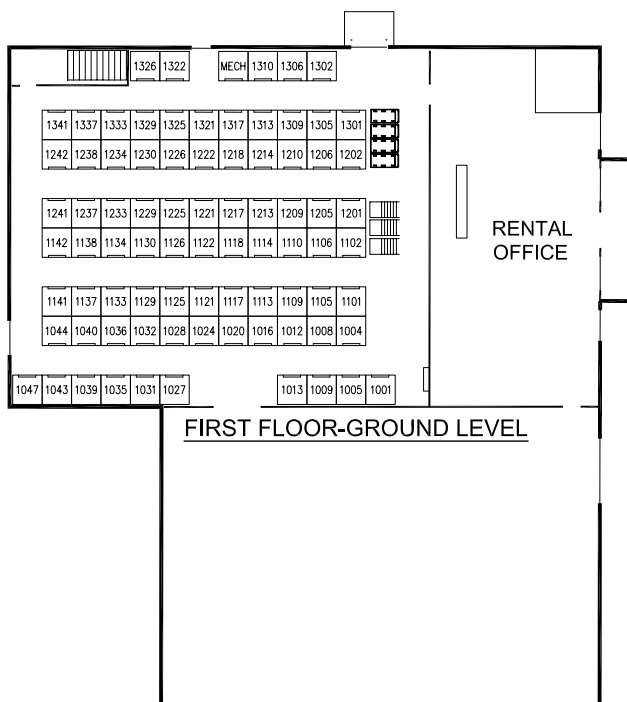 1326 1322 MECH 1310 1306 1302
1341 1337 1333 1329 1325 1321 1317 1313 1309 1305 1301
1242 1238 1234 1230 1226 1222 1218 1214 1210 1206 1202
1241 1237 1233 1229 1225 1221 1217 1213 1209 1205 1201
1142 1138 1134 1130 1126 1122 1118 1114 1110 1106 1102
RENTAL
OFFICE
1141 1137 1133 1129 1125 1121 1117 1113 1109 1105 1101
1044 1040 1036 1032 1028 1024 1020 1016 1012 1008 1004
1047 1043 1039 1035 1031 1027 1013 1009 1005 1001
FIRST FLOOR-GROUND LEVEL